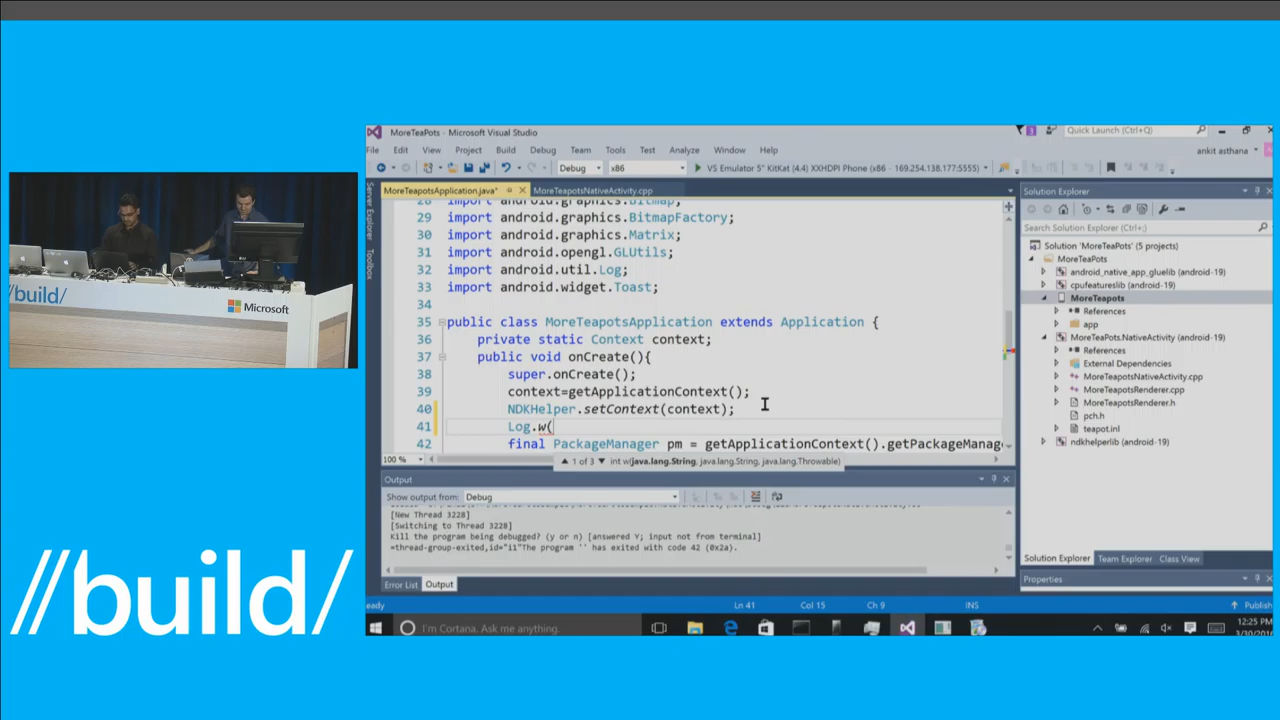 MoreTeaPots - Microsoft Visual Studio
3
Quick Launch (Ctrl+;)
File Edit View Project Build Debug Team Tools Test Analyze Window Help
ankit asthana
Debug x86 VS Emulator 5" KitKat (4.4) XXHDPI Phone (x86 - 169.254.138.177:5555)
Server Explorer
Toolbox
MoreTeapotsApplication.java* MoreTeapotsNativeActivity.cpp
28 import android.graphics.Bitmap;
29 import android.graphics.BitmapFactory;
30 import android.graphics.Matrix;
31 import android.opengl.GLUtils;
32 import android.util.Log;
33 import android.widget.Toast;
34
35 public class MoreTeapotsApplication extends Application {
36 private static Context context;
37 public void onCreate(){
38 super.onCreate();
39 context=getApplicationContext();
40 NDKHelper.setContext(context);
41 Log.w(
42 final PackageManager pm = getApplicationContext().getPackageManage
100 %
1 of 3 int w(java.lang.String, java.lang.String, java.lang.Throwable)
Output
Show output from: Debug
[New Thread 3228]
[Switching to Thread 3228]
Kill the program being debugged? (y or n) [answered Y; input not from terminal]
=thread-group-exited,id="i1"The program '' has exited with code 42 (0x2a).
Error List Output
Solution Explorer
Search Solution Explorer (Ctrl+;)
Solution 'MoreTeaPots' (5 projects)
MoreTeaPots
android_native_app_gluelib (android-19)
cpufeatureslib (android-19)
MoreTeapots
References
app
MoreTeaPots.NativeActivity (android-19)
References
External Dependencies
MoreTeapotsNativeActivity.cpp
MoreTeapotsRenderer.cpp
MoreTeapotsRenderer.h
pch.h
teapot.inl
ndkhelperlib (android-19)
Solution Explorer Team Explorer Class View
Properties
eady Ln 41 Col 15 Ch 9 INS Publish
I'm Cortana. Ask me anything.
12:25 PM
/build/
Microsoft
//build/